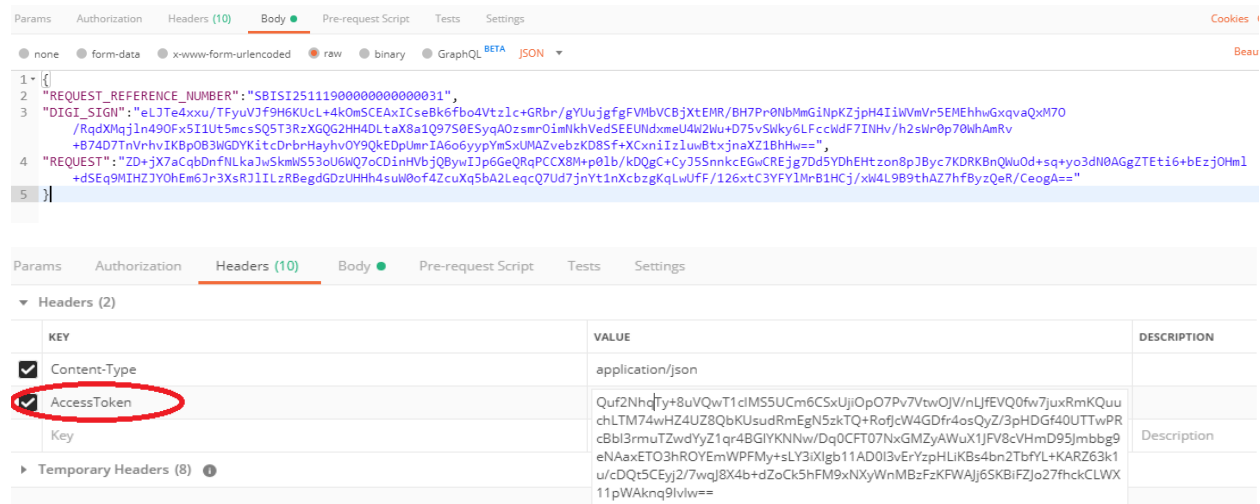 Params Authorization Headers (10) Body Pre-request Script Tests Settings Cookies
none form-data x-www-form-urlencoded raw binary GraphQL BETA JSON Beau
1 {
2 "REQUEST_REFERENCE_NUMBER":"SBISI25111900000000000031",
3 "DIGI_SIGN":"eLJTe4xxu/TFyuVJf9H6KUcL+4kOmSCEAxICseBk6fbo4Vtzlc+GRbr/gYUujgfgFVMbVCBjXtEMR/BH7Pr0NbMmGiNpKZjpH4IiWVmVr5EMEhhwGxqvaQxM7O
/RqdXMqjln49OFx5I1Ut5mcsSQ5T3RzXGQG2HH4DLtaX8a1Q97S0ESyqAOzsmrOimNkhVedSEEUNdxmeU4W2Wu+D75vSWky6LFccWdF7INHv/h2sWr0p70WhAmRv
+B74D7TnVrhvIKBpOB3WGDYKitcDrbrHayhvOY9QkEDpUmrIA6o6yypYmSxUMAZvebzKD8Sf+XCxniIzluwBtxjnaXZ1BhHw==",
4 "REQUEST":"ZD+jX7aCqbDnfNLkaJwSkmWS53oU6WQ7oCDinHVbjQBywIJp6GeQRqPCCX8M+p0lb/kDQgC+CyJ5SnnkcEGwCREjg7Dd5YDhEHtzon8pJByc7KDRKBnQWuOd+sq+yo3dN0AGgZTEti6+bEzjOHml
+dSEq9MIHZJYOhEm6Jr3XsRJlILzRBegdGDzUHHh4suW0of4ZcuXq5bA2LeqcQ7Ud7jnYt1nXcbzgKqLwUfF/126xtC3YFYlMrB1HCj/xW4L9B9thAZ7hfByzQeR/CeogA=="
5 }
Params Authorization Headers (10) Body Pre-request Script Tests Settings
Headers (2)
KEY VALUE DESCRIPTION
Content-Type application/json
AccessToken Quf2NhqTy+8uVQwT1cIMS5UCm6CSxUjiOpO7Pv7VtwOJV/nLJfEVQ0fw7juxRmKQuu
chLTM74wHZ4UZ8QbKUsudRmEgN5zkTQ+RofJcW4GDfr4osQyZ/3pHDGf40UTTwPR
cBbI3rmuTZwdYyZ1qr4BGlYKNNw/Dq0CFT07NxGMZyAWuX1JFV8cVHmD95Jmbbg9
eNAaxETO3hROYEmWPFMy+sLY3iXIgb11AD0I3vErYzpHLiKBs4bn2TbfYL+KARZ63k1
u/cDQt5CEyj2/7wqJ8X4b+dZoCk5hFM9xNXyWnMBzFzKFWAJj6SKBiFZJo27fhckCLWX
11pWAknq9IvIw==
Key Description
Temporary Headers (8)